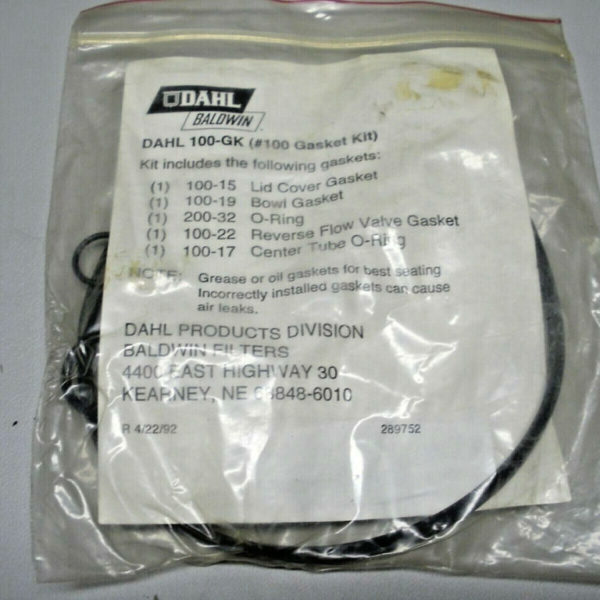 DAHL
BALDWIN
DAHL 100-GK (#100 Gasket Kit)
Kit includes the following gaskets:
(1) 100-15 Lid Cover Gasket
(1) 100-19 Bowl Gasket
(1) 200-32 O-Ring
(1) 100-22 Reverse Flow Valve Gasket
(1) 100-17 Center Tube O-Ring
NOTE: Grease or oil gaskets for best seating
Incorrectly installed gaskets can cause
air leaks.
DAHL PRODUCTS DIVISION
BALDWIN FILTERS
4400 EAST HIGHWAY 30
KEARNEY, NE 68848-6010
R 4/22/92 289752